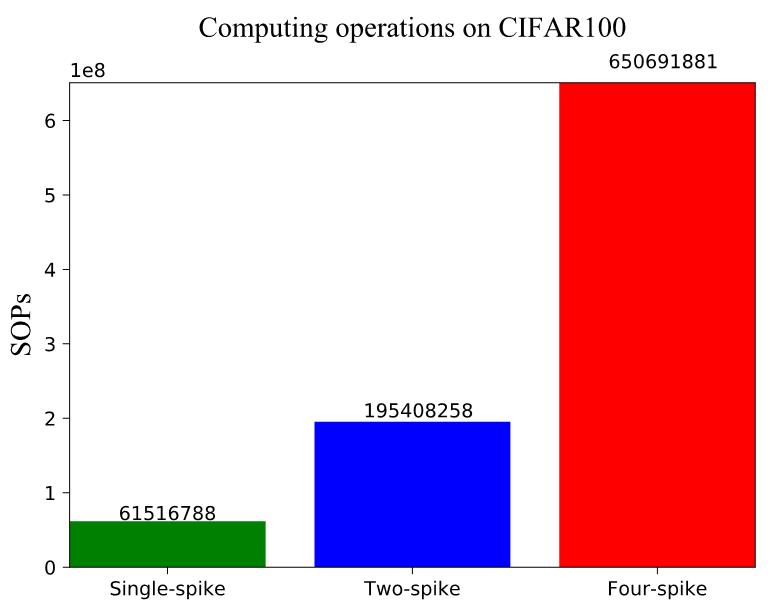 Computing operations on CIFAR100
1e8
650691881
6
5
4
3
2
1
0
SOPs
195408258
61516788
Single-spike
Two-spike
Four-spike